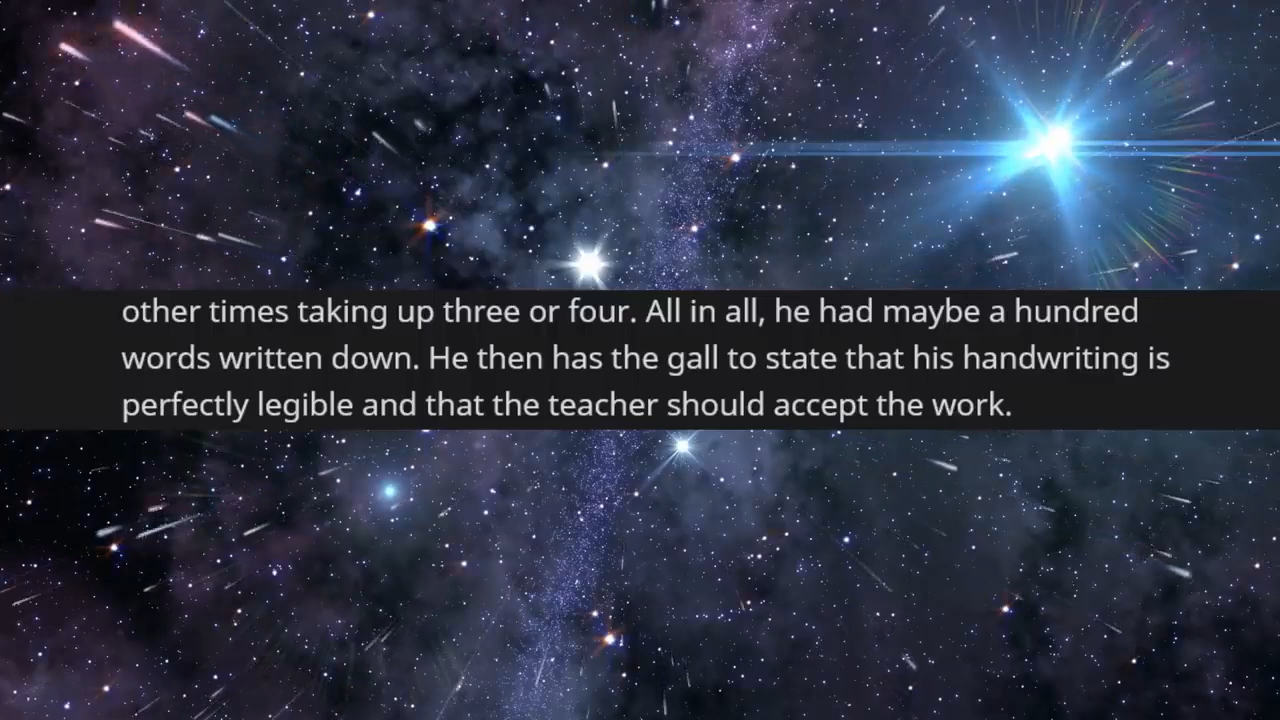 other times taking up three or four. All in all, he had maybe a hundred
words written down. He then has the gall to state that his handwriting is
perfectly legible and that the teacher should accept the work.